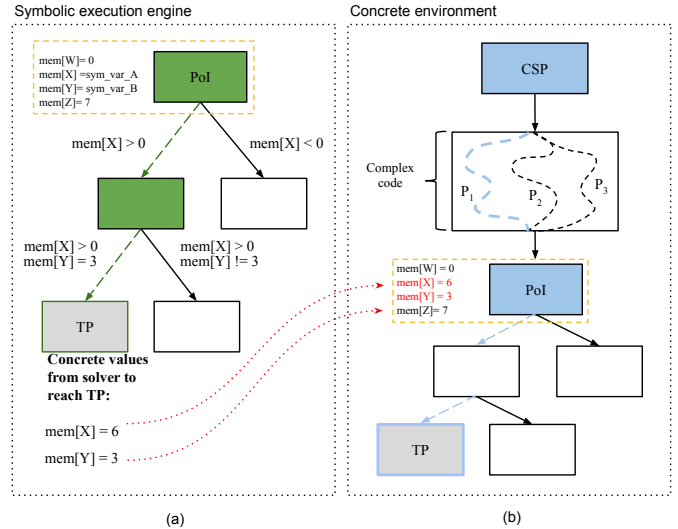 Symbolic execution engine
mem[W]= 0
mem[X] =sym_var_A
mem[Y]= sym_var_B
mem[Z]= 7
PoI
mem[X] > 0
mem[X] < 0
mem[X] > 0
mem[Y] = 3
mem[X] > 0
mem[Y] != 3
TP
Concrete values
from solver to
reach TP:
mem[X] = 6
mem[Y] = 3
(a)
Concrete environment
CSP
Complex
code
P1
P2
P3
mem[W] = 0
mem[X] = 6
mem[Y] = 3
mem[Z]= 7
PoI
TP
(b)